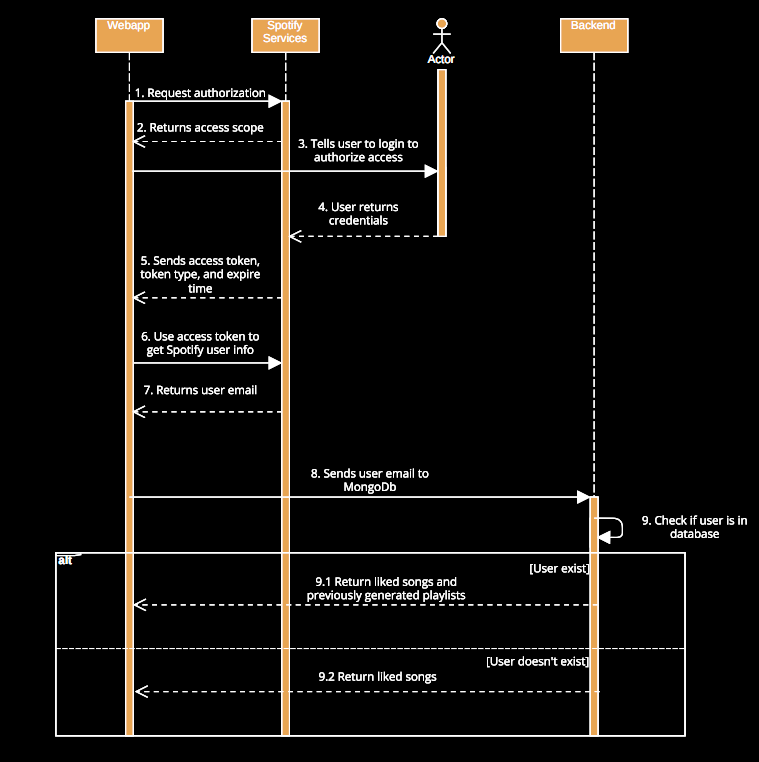 Webapp
Spotify
Services
Actor
Backend
1. Request authorization
2. Returns access scope
3. Tells user to login to
authorize access
4. User returns
credentials
5. Sends access token,
token type, and expire
time
6. Use access token to
get Spotify user info
7. Returns user email
8. Sends user email to
MongoDb
9. Check if user is in
database
alt
[User exist]
9.1 Return liked songs and
previously generated playlists
[User doesn't exist]
9.2 Return liked songs